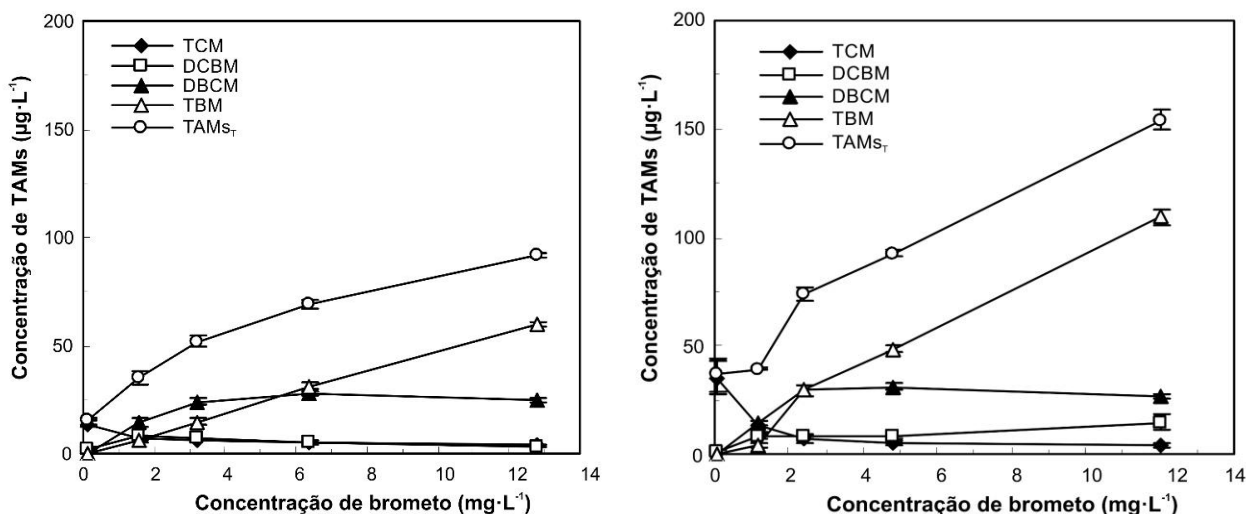 200
150
100
50
0
Concentração de TAMs (µg·L⁻¹)
TCM
DCBM
DBCM
TBM
TAMsT
0
2
4
6
8
10
12
14
Concentração de brometo (mg·L⁻¹)
200
150
100
50
0
Concentração de TAMs (µg·L⁻¹)
TCM
DCBM
DBCM
TBM
TAMsT
0
2
4
6
8
10
12
14
Concentração de brometo (mg·L⁻¹)